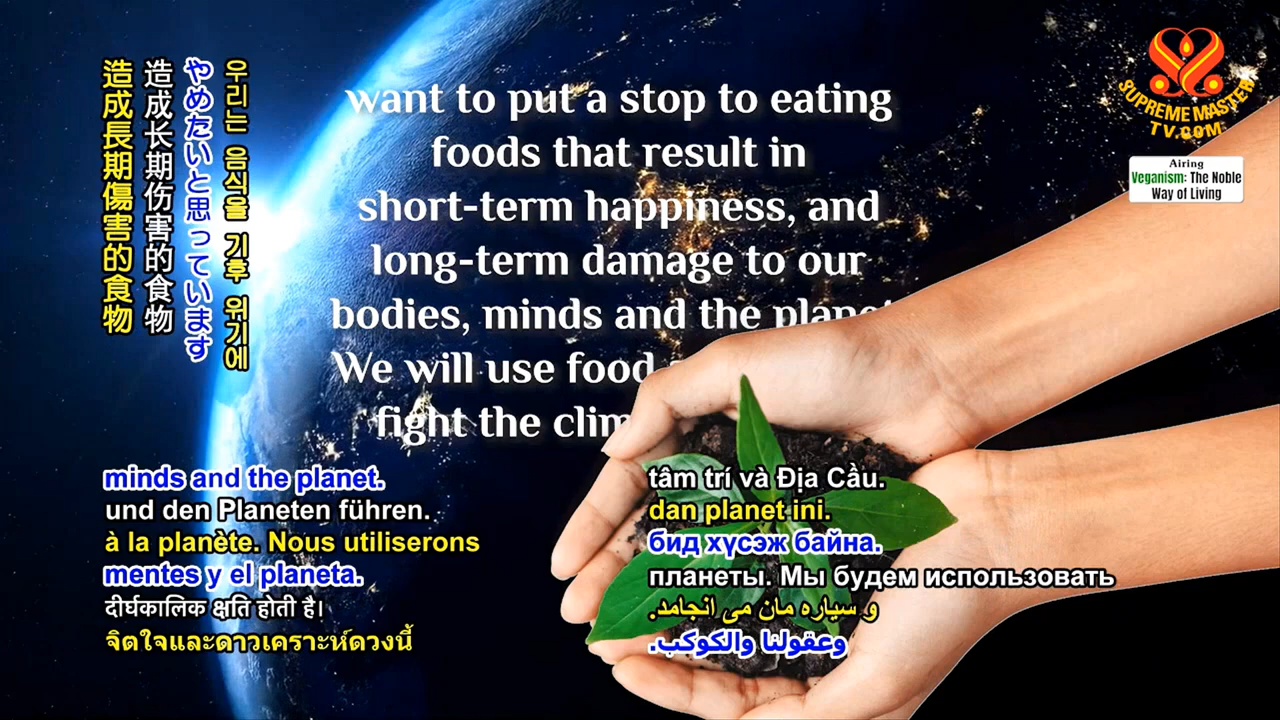 造成長期傷害的食物
造成长期伤害的食物
やめたいと思っています
우리는 음식을 기후 위기에
want to put a stop to eating
foods that result in
short-term happiness, and
long-term damage to our
bodies, minds and the
We will use food
fight the
SUPREME MASTER
TV.COM
Airing
Veganism: The Noble
Way of Living
minds and the planet.
und den Planeten führen.
à la planète. Nous utiliserons
mentes y el planeta.
दीर्घकालिक क्षति होती है।
จิตใจและดาวเคราะห์ดวงนี้
tâm trí và Địa Cầu.
dan planet ini.
бид хүсэж байна.
планеты. Мы будем использовать
و سیاره مان می انجامد.
وعقولنا والكوكب.